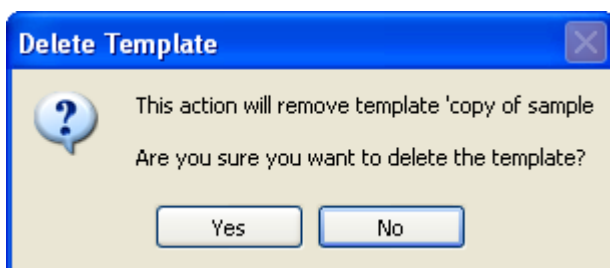 Delete Template
This action will remove template 'copy of sample
Are you sure you want to delete the template?
Yes No